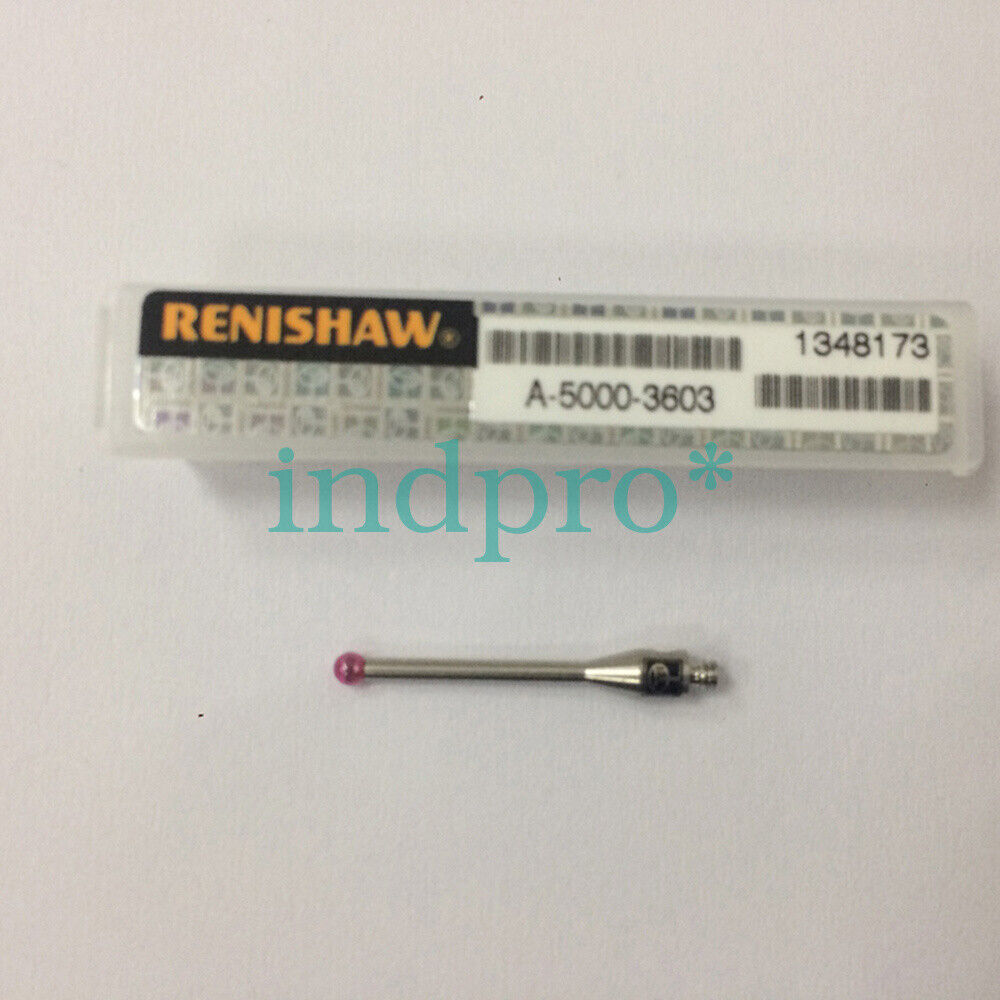 RENISHAW®
1348173
A-5000-3603
indpro*